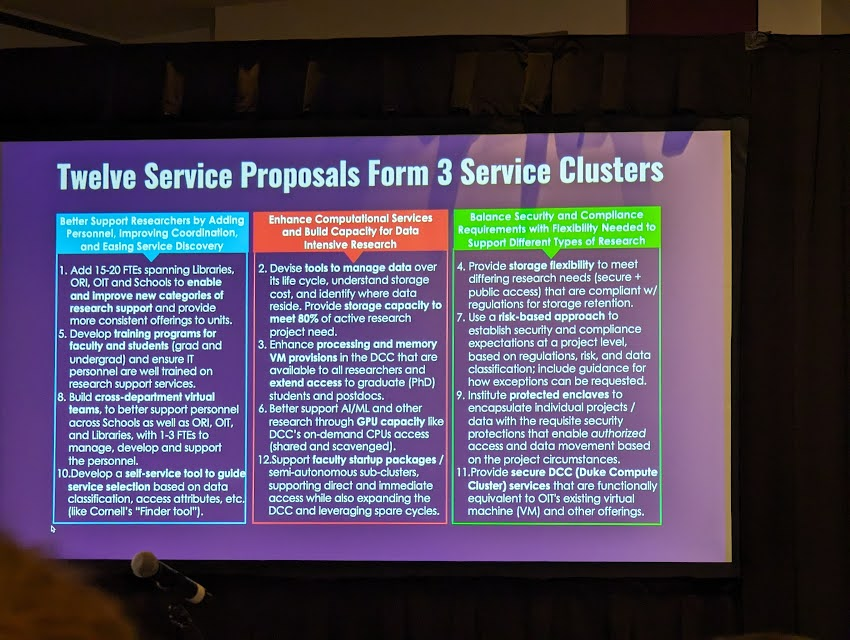 Twelve Service Proposals Form 3 Service Clusters
Better Support Researchers by Adding
Personnel, Improving Coordination,
and Easing Service Discovery
1. Add 15-20 FTEs spanning Libraries,
ORI, OIT and Schools to enable
and improve new categories of
research support and provide
more consistent offerings to units.
5. Develop training programs for
faculty and students (grad and
undergrad) and ensure IT
personnel are well trained on
research support services.
8. Build cross-department virtual
teams, to better support personnel
across Schools as well as ORI, OIT,
and Libraries, with 1-3 FTEs to
manage, develop and support
the personnel.
10.Develop a self-service tool to guide
service selection based on data
classification, access attributes, etc.
(like Cornell's "Finder tool").
Enhance Computational Services
and Build Capacity for Data
Intensive Research
2. Devise tools to manage data over
its life cycle, understand storage
cost, and identify where data
reside. Provide storage capacity to
meet 80% of active research
project need.
3. Enhance processing and memory
VM provisions in the DCC that are
available to all researchers and
extend access to graduate (PhD)
students and postdocs.
6. Better support AI/ML and other
research through GPU capacity like
DCC's on-demand CPUs access
(shared and scavenged).
12.Support faculty startup packages /
semi-autonomous sub-clusters,
supporting direct and immediate
access while also expanding the
DCC and leveraging spare cycles.
Balance Security and Compliance
Requirements with Flexibility Needed to
Support Different Types of Research
4. Provide storage flexibility to meet
differing research needs (secure +
public access) that are compliant w/
regulations for storage retention.
7. Use a risk-based approach to
establish security and compliance
expectations at a project level,
based on regulations, risk, and data
classification; include guidance for
how exceptions can be requested.
9. Institute protected enclaves to
encapsulate individual projects /
data with the requisite security
protections that enable authorized
access and data movement based
on the project circumstances.
11.Provide secure DCC (Duke Compute
Cluster) services that are functionally
equivalent to OIT's existing virtual
machine (VM) and other offerings.